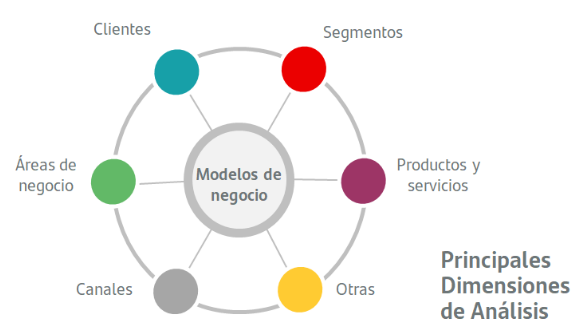 Clientes
Segmentos
Áreas de
negocio
Modelos de
negocio
Productos y
servicios
Canales
Otras
Principales
Dimensiones
de Análisis